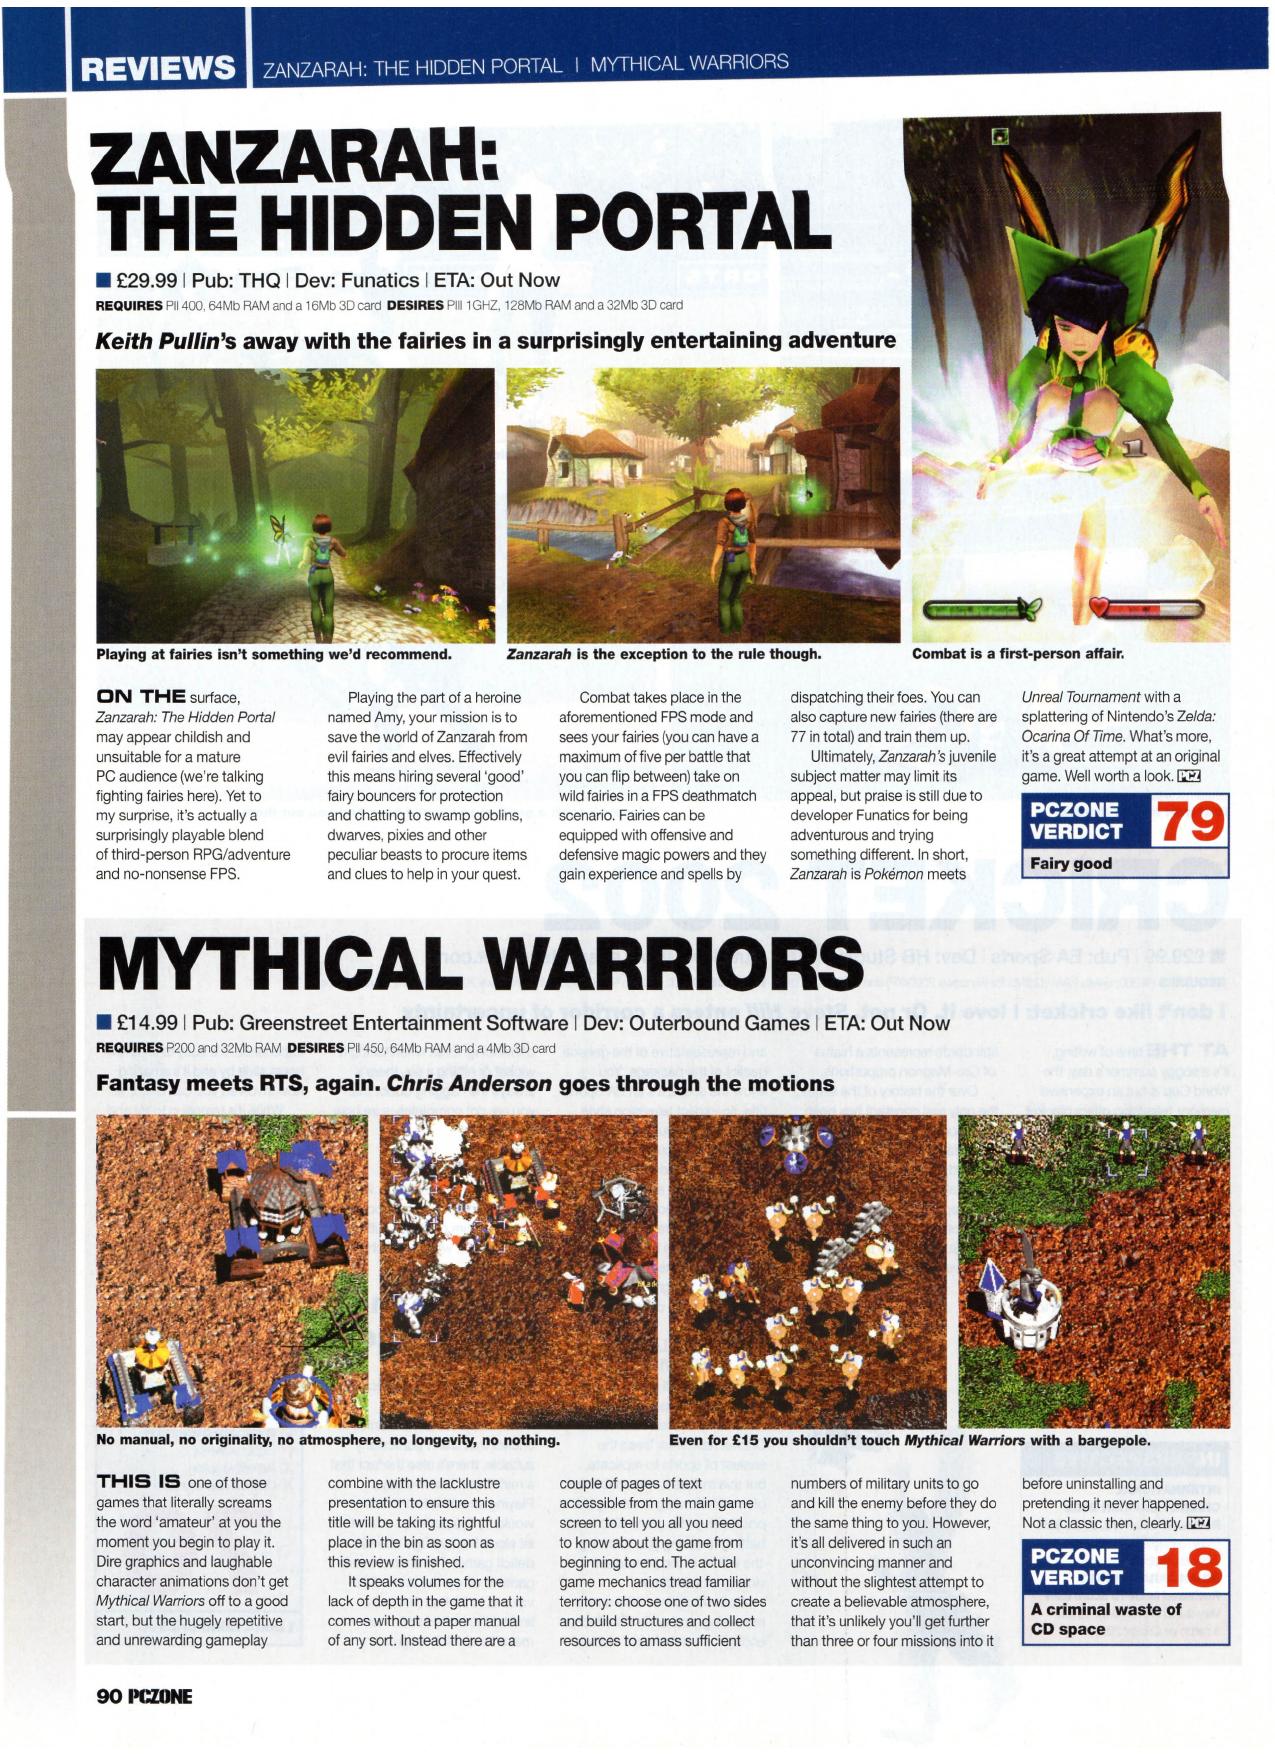 REVIEWS
ZANZARAH: THE HIDDEN PORTAL | MYTHICAL WARRIORS
ZANZARAH:
THE HIDDEN PORTAL
£29.99 | Pub: THQ | Dev: Funatics | ETA: Out Now
REQUIRES PII 400, 64Mb RAM and a 16Mb 3D card DESIRES PIII 1GHZ, 128Mb RAM and a 32Mb 3D card
Keith Pullin's away with the fairies in a surprisingly entertaining adventure
1
Playing at fairies isn't something we'd recommend.
Zanzarah is the exception to the rule though.
Combat is a first-person affair.
ON THE surface,
Zanzarah: The Hidden Portal
may appear childish and
unsuitable for a mature
PC audience (we're talking
fighting fairies here). Yet to
my surprise, it's actually a
surprisingly playable blend
of third-person RPG/adventure
and no-nonsense FPS.
Playing the part of a heroine
named Amy, your mission is to
save the world of Zanzarah from
evil fairies and elves. Effectively
this means hiring several 'good'
fairy bouncers for protection
and chatting to swamp goblins,
dwarves, pixies and other
peculiar beasts to procure items
and clues to help in your quest.
Combat takes place in the
aforementioned FPS mode and
sees your fairies (you can have a
maximum of five per battle that
you can flip between) take on
wild fairies in a FPS deathmatch
scenario. Fairies can be
equipped with offensive and
defensive magic powers and they
gain experience and spells by
dispatching their foes. You can
also capture new fairies (there are
77 in total) and train them up.
Ultimately, Zanzarah's juvenile
subject matter may limit its
appeal, but praise is still due to
developer Funatics for being
adventurous and trying
something different. In short,
Zanzarah is Pokémon meets
Unreal Tournament with a
splattering of Nintendo's Zelda:
Ocarina Of Time. What's more,
it's a great attempt at an original
game. Well worth a look. PCZ
PCZONE
VERDICT
79
Fairy good
MYTHICAL WARRIORS
£14.99 | Pub: Greenstreet Entertainment Software | Dev: Outerbound Games | ETA: Out Now
REQUIRES P200 and 32Mb RAM DESIRES PII 450, 64Mb RAM and a 4Mb 3D card
Fantasy meets RTS, again. Chris Anderson goes through the motions
No manual, no originality, no atmosphere, no longevity, no nothing.
Even for £15 you shouldn't touch Mythical Warriors with a bargepole.
THIS IS one of those
games that literally screams
the word 'amateur' at you the
moment you begin to play it.
Dire graphics and laughable
character animations don't get
Mythical Warriors off to a good
start, but the hugely repetitive
and unrewarding gameplay
combine with the lacklustre
presentation to ensure this
title will be taking its rightful
place in the bin as soon as
this review is finished.
It speaks volumes for the
lack of depth in the game that it
comes without a paper manual
of any sort. Instead there are a
couple of pages of text
accessible from the main game
screen to tell you all you need
to know about the game from
beginning to end. The actual
game mechanics tread familiar
territory: choose one of two sides
and build structures and collect
resources to amass sufficient
numbers of military units to go
and kill the enemy before they do
the same thing to you. However,
it's all delivered in such an
unconvincing manner and
without the slightest attempt to
create a believable atmosphere,
that it's unlikely you'll get further
than three or four missions into it
before uninstalling and
pretending it never happened.
Not a classic then, clearly. PCZ
PCZONE
VERDICT
18
A criminal waste of
CD space
90 PCZONE